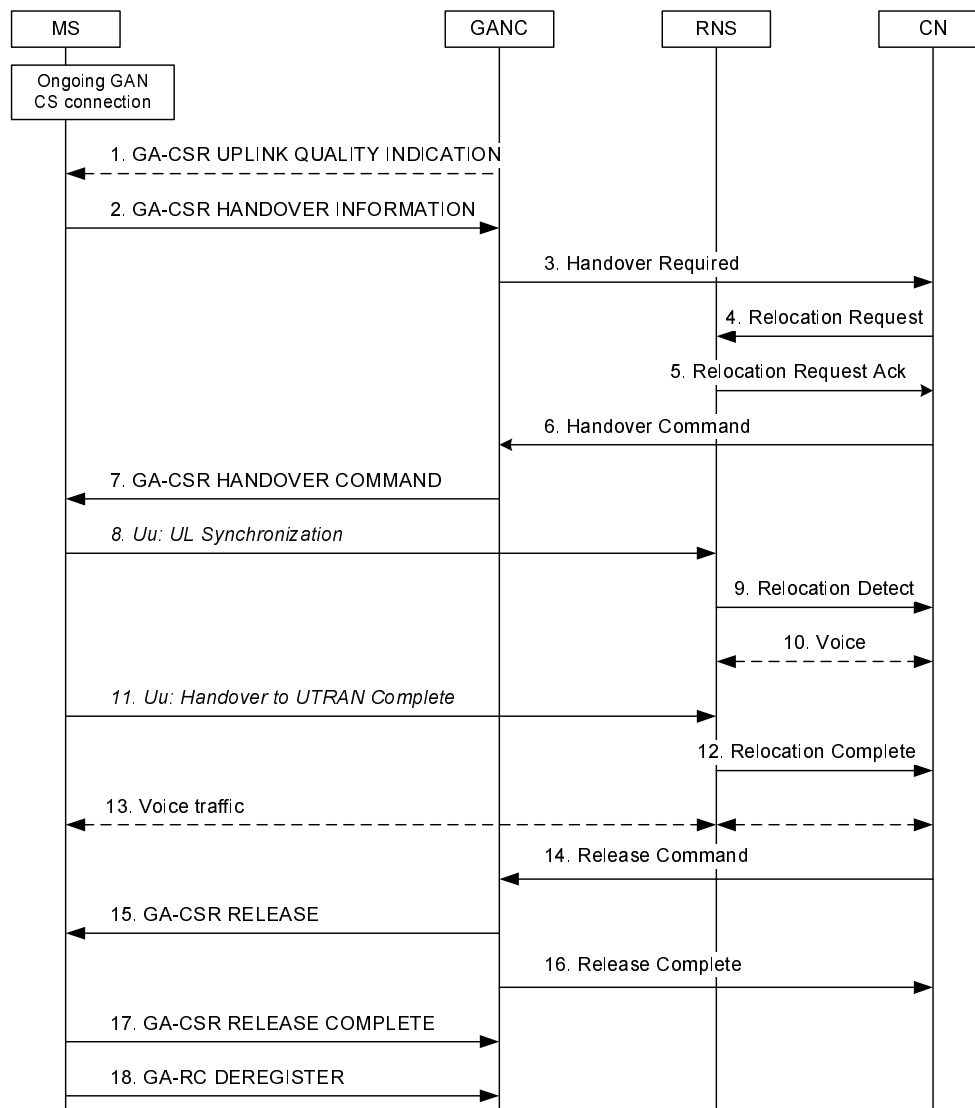 MS
GANC
RNS
CN
Ongoing GAN
CS connection
1. GA-CSR UPLINK QUALITY INDICATION
2. GA-CSR HANDOVER INFORMATION
3. Handover Required
4. Relocation Request
5. Relocation Request Ack
6. Handover Command
7. GA-CSR HANDOVER COMMAND
8. Uu: UL Synchronization
9. Relocation Detect
10. Voice
11. Uu: Handover to UTRAN Complete
12. Relocation Complete
13. Voice traffic
14. Release Command
15. GA-CSR RELEASE
16. Release Complete
17. GA-CSR RELEASE COMPLETE
18. GA-RC DEREGISTER